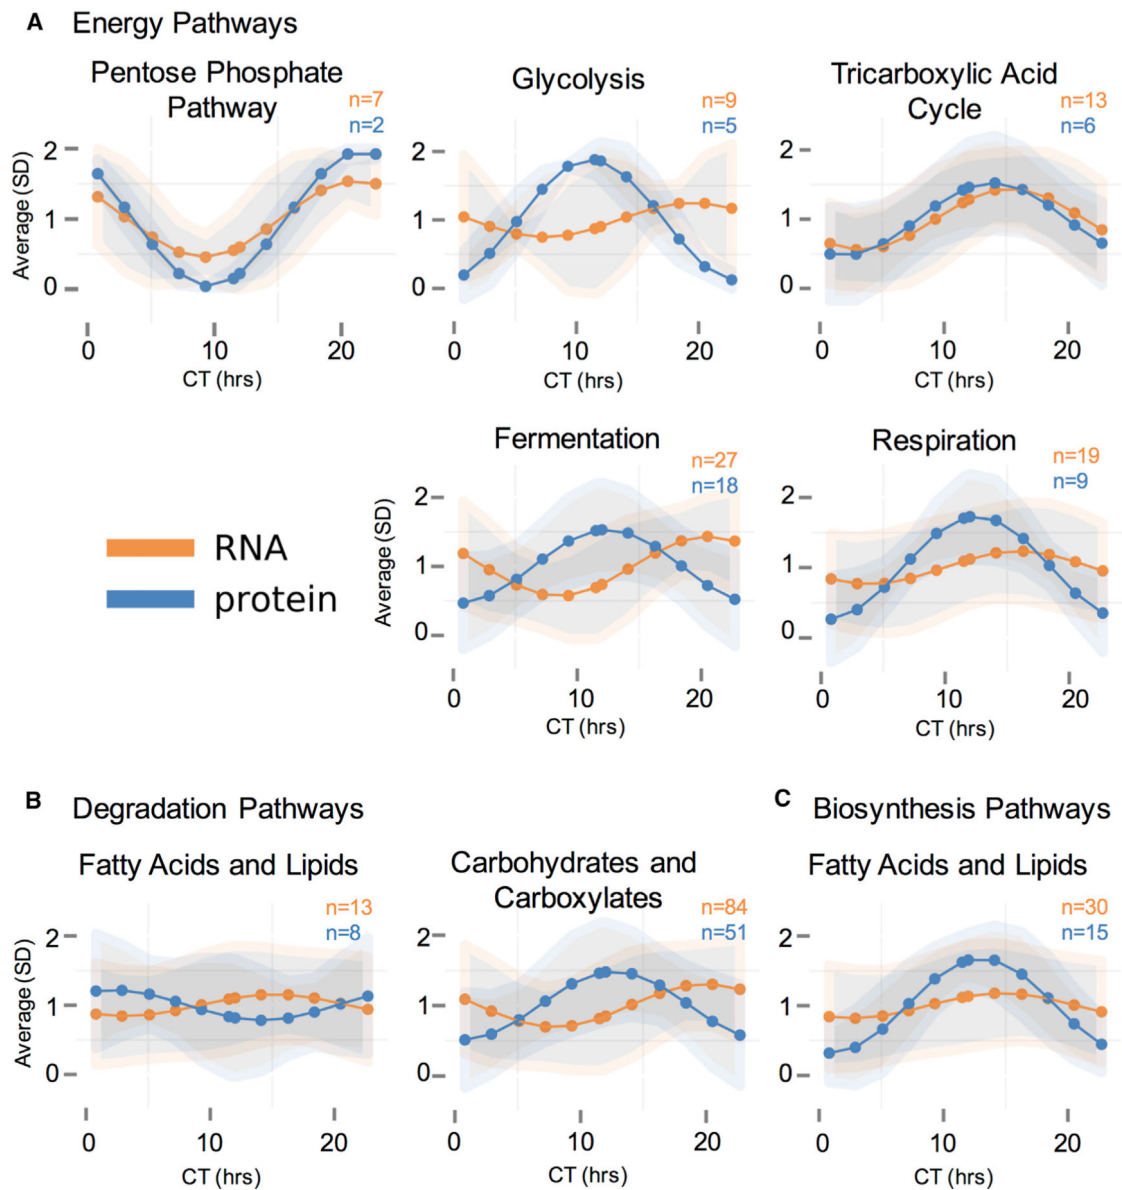 A Energy Pathways
Pentose Phosphate
Pathway
n=7
n=2
Average (SD)
2
1
0
0 10 20
CT (hrs)
Glycolysis
n=9
n=5
2
1
0
0 10 20
CT (hrs)
Tricarboxylic Acid
Cycle
n=13
n=6
2
1
0
0 10 20
CT (hrs)
RNA
protein
Fermentation
n=27
n=18
Average (SD)
2
1
0
0 10 20
CT (hrs)
Respiration
n=19
n=9
2
1
0
0 10 20
CT (hrs)
B Degradation Pathways
Fatty Acids and Lipids
n=13
n=8
Average (SD)
2
1
0
0 10 20
CT (hrs)
Carbohydrates and
Carboxylates
n=84
n=51
2
1
0
0 10 20
CT (hrs)
C Biosynthesis Pathways
Fatty Acids and Lipids
n=30
n=15
2
1
0
0 10 20
CT (hrs)